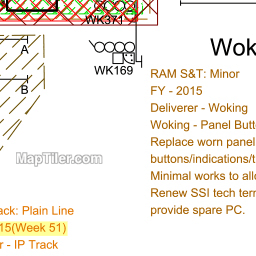 WK371
A
Wok
WK169
RAM S&T: Minor
FY - 2015
B
Deliverer - Woking
Woking - Panel Butt
Replace worn panel
buttons/indications/t
MapTiler.com
Minimal works to allo
Renew SSI tech term
provide spare PC.
ack: Plain Line
15(Week 51)
r - IP Track